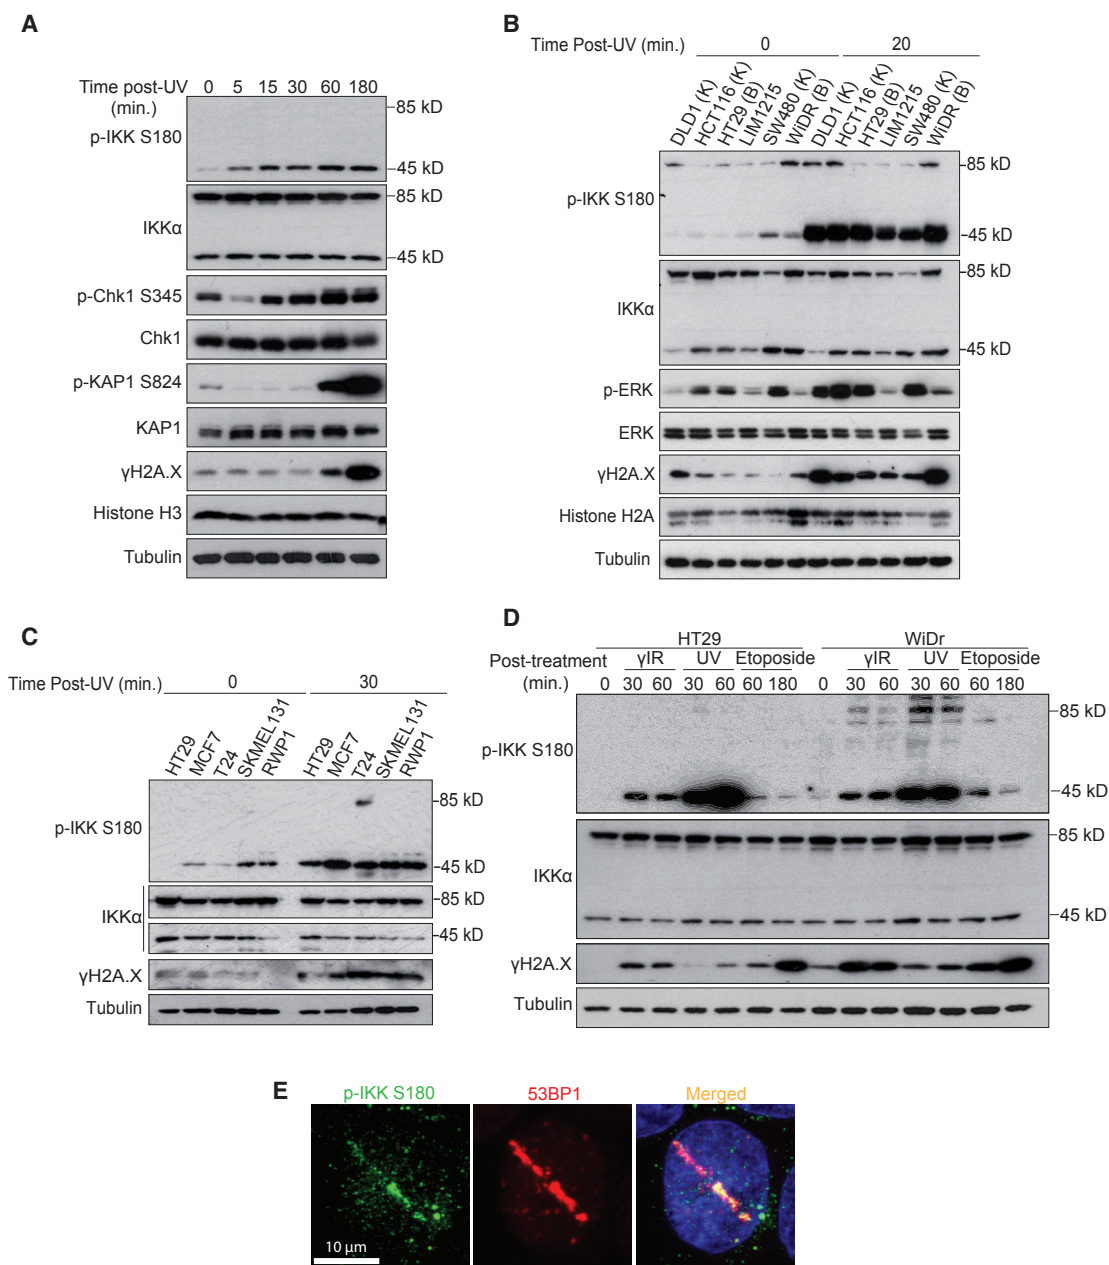 A
Time post-UV (min.) 0 5 15 30 60 180
p-IKK S180
85 kD
45 kD
IKKα
85 kD
45 kD
p-Chk1 S345
Chk1
p-KAP1 S824
KAP1
γH2A.X
Histone H3
Tubulin
B
Time Post-UV (min.) 0 20
DLD1 (K) HCT116 (K) HT29 (B) LIM1215 SW480 (K) WiDR (B) DLD1 (K) HCT116 (K) HT29 (B) LIM1215 SW480 (K) WiDR (B)
p-IKK S180
85 kD
45 kD
IKKα
85 kD
45 kD
p-ERK
ERK
γH2A.X
Histone H2A
Tubulin
C
Time Post-UV (min.) 0 30
HT29 MCF7 T24 SKMEL131 RWP1 HT29 MCF7 T24 SKMEL131 RWP1
p-IKK S180
85 kD
45 kD
IKKα
85 kD
45 kD
γH2A.X
Tubulin
D
HT29 WiDr
Post-treatment (min.) γIR UV Etoposide γIR UV Etoposide
0 30 60 30 60 60 180 0 30 60 30 60 60 180
p-IKK S180
85 kD
45 kD
IKKα
85 kD
45 kD
γH2A.X
Tubulin
E
p-IKK S180 53BP1 Merged
10 µm